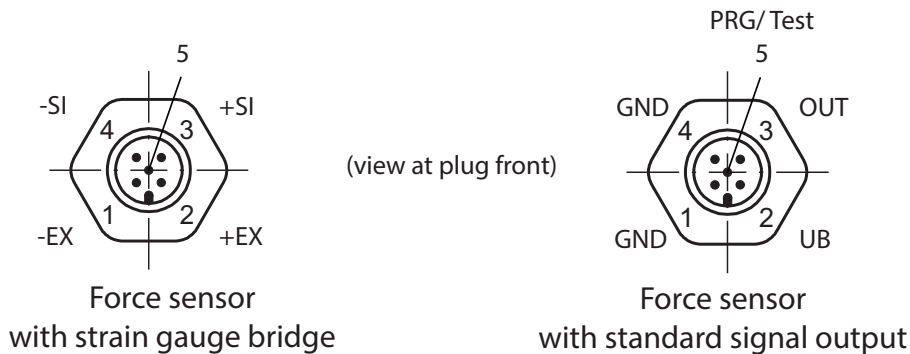 PRG/ Test
5
5
-SI
+SI
4
3
1
2
-EX
+EX
(view at plug front)
GND
OUT
4
3
1
2
GND
UB
Force sensor
with strain gauge bridge
Force sensor
with standard signal output